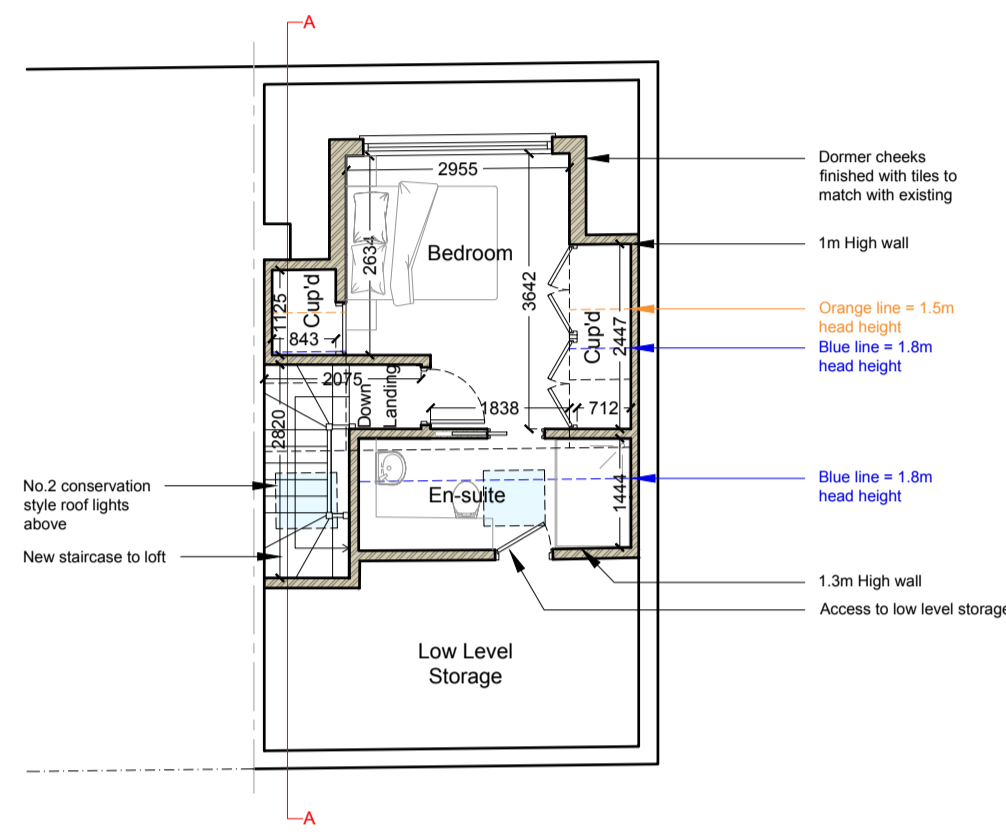 A
Dormer cheeks
finished with tiles to
match with existing
2955
1m High wall
Bedroom
2634
3642
Cup'd
1125
843
Cup'd
2447
Orange line = 1.5m
head height
Blue line = 1.8m
head height
2075
Down
Landing
1838
712
2820
No.2 conservation
style roof lights
above
En-suite
1444
Blue line = 1.8m
head height
New staircase to loft
1.3m High wall
Access to low level storage
Low Level
Storage
A